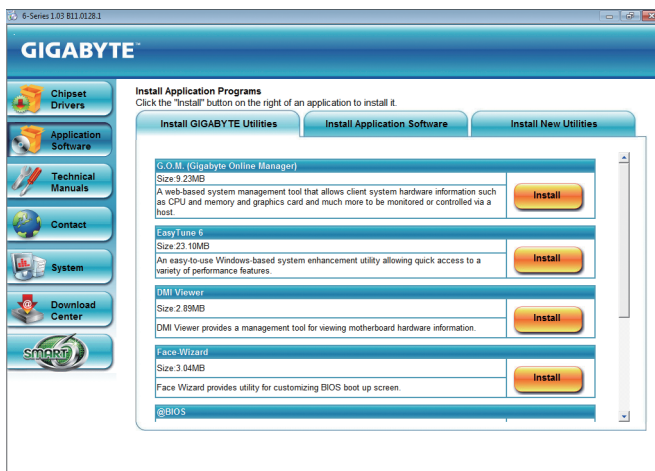 6-Series 1.03 B11.0128.1
GIGABYTE™
Chipset
Drivers
Application
Software
Technical
Manuals
Contact
System
Download
Center
SMART 6
Install Application Programs
Click the "Install" button on the right of an application to install it.
Install GIGABYTE Utilities
Install Application Software
Install New Utilities
G.O.M. (Gigabyte Online Manager)
Size:9.23MB
A web-based system management tool that allows client system hardware information such
as CPU and memory and graphics card and much more to be monitored or controlled via a
host.
Install
EasyTune 6
Size:23.10MB
An easy-to-use Windows-based system enhancement utility allowing quick access to a
variety of performance features.
Install
DMI Viewer
Size:2.89MB
DMI Viewer provides a management tool for viewing motherboard hardware information.
Install
Face-Wizard
Size:3.04MB
Face Wizard provides utility for customizing BIOS boot up screen.
Install
@BIOS